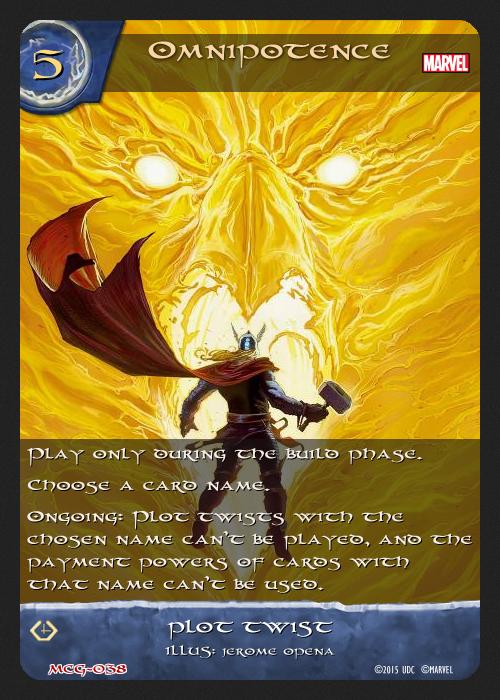 5
Omnipotence
MARVEL
Play only during the build phase.
Choose a card name.
Ongoing: Plot twists with the
chosen name can't be played, and the
payment powers of cards with
that name can't be used.
Plot Twist
Illus: Jerome Opena
MCG-038
©2015 UDC ©MARVEL